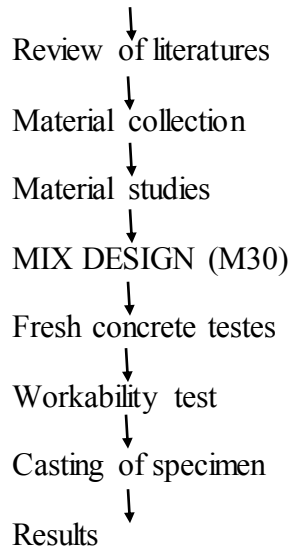 Review of literatures
Material collection
Material studies
MIX DESIGN (M30)
Fresh concrete testes
Workability test
Casting of specimen
Results